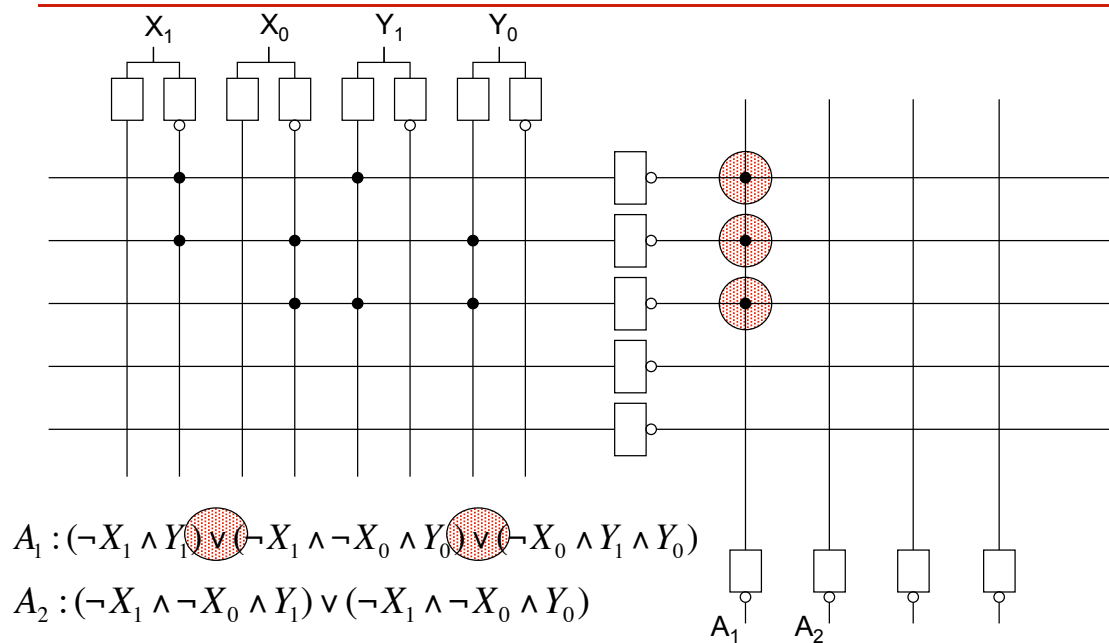 X₁ X₀ Y₁ Y₀
A₁ : (¬X₁ ∧ Y₁) ∨ (¬X₁ ∧ ¬X₀ ∧ Y₀) ∨ (¬X₀ ∧ Y₁ ∧ Y₀)
A₂ : (¬X₁ ∧ ¬X₀ ∧ Y₁) ∨ (¬X₁ ∧ ¬X₀ ∧ Y₀)
A₁ A₂